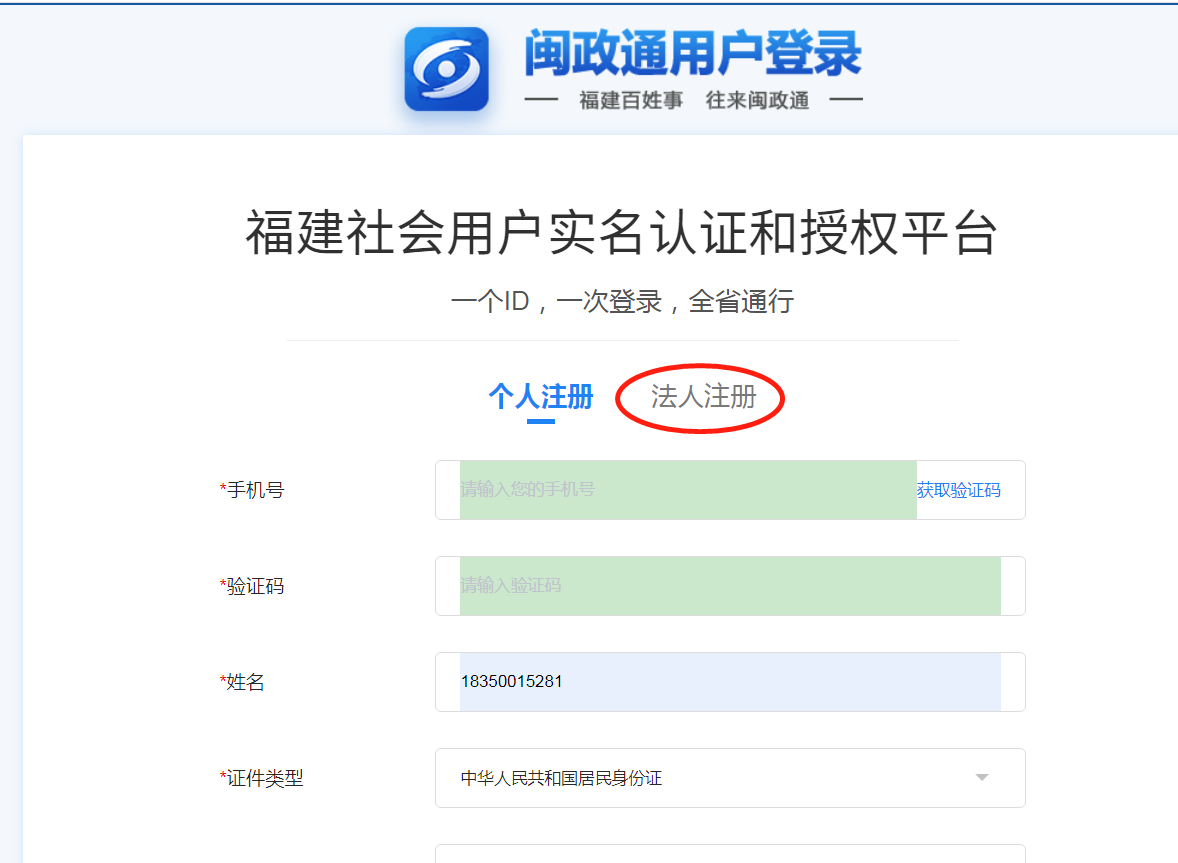 闽政通用户登录
福建百姓事 往来闽政通
福建社会用户实名认证和授权平台
一个ID，一次登录，全省通行
个人注册 法人注册
*手机号 请输入您的手机号 获取验证码
*验证码 请输入验证码
*姓名 18350015281
*证件类型 中华人民共和国居民身份证